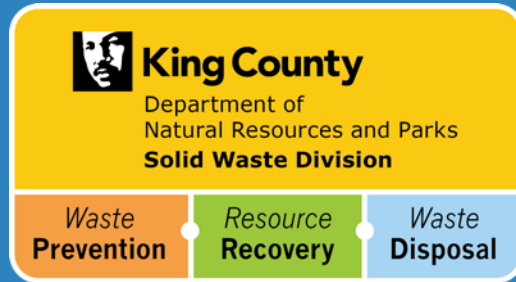 King County
Department of
Natural Resources and Parks
Solid Waste Division
Waste
Prevention
Resource
Recovery
Waste
Disposal